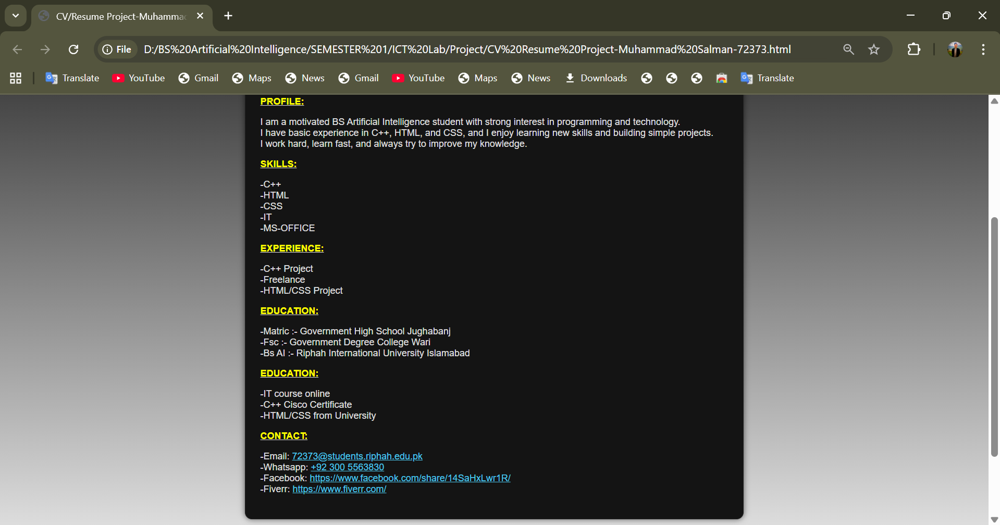 CV/Resume Project-Muhamma
File D:/BS%20Artificial%20Intelligence/SEMESTER%201/ICT%20Lab/Project/CV%20Resume%20Project-Muhammad%20Salman-72373.html
Translate YouTube Gmail Maps News Gmail YouTube Maps News Downloads Translate
PROFILE:
I am a motivated BS Artificial Intelligence student with strong interest in programming and technology.
I have basic experience in C++, HTML, and CSS, and I enjoy learning new skills and building simple projects.
I work hard, learn fast, and always try to improve my knowledge.
SKILLS:
-C++
-HTML
-CSS
-IT
-MS-OFFICE
EXPERIENCE:
-C++ Project
-Freelance
-HTML/CSS Project
EDUCATION:
-Matric :- Government High School Jughabanj
-Fsc :- Government Degree College Wari
-Bs AI :- Riphah International University Islamabad
EDUCATION:
-IT course online
-C++ Cisco Certificate
-HTML/CSS from University
CONTACT:
-Email: 72373@students.riphah.edu.pk
-Whatsapp: +92 300 5563830
-Facebook: https://www.facebook.com/share/14SaHxLwr1R/
-Fiverr: https://www.fiverr.com/